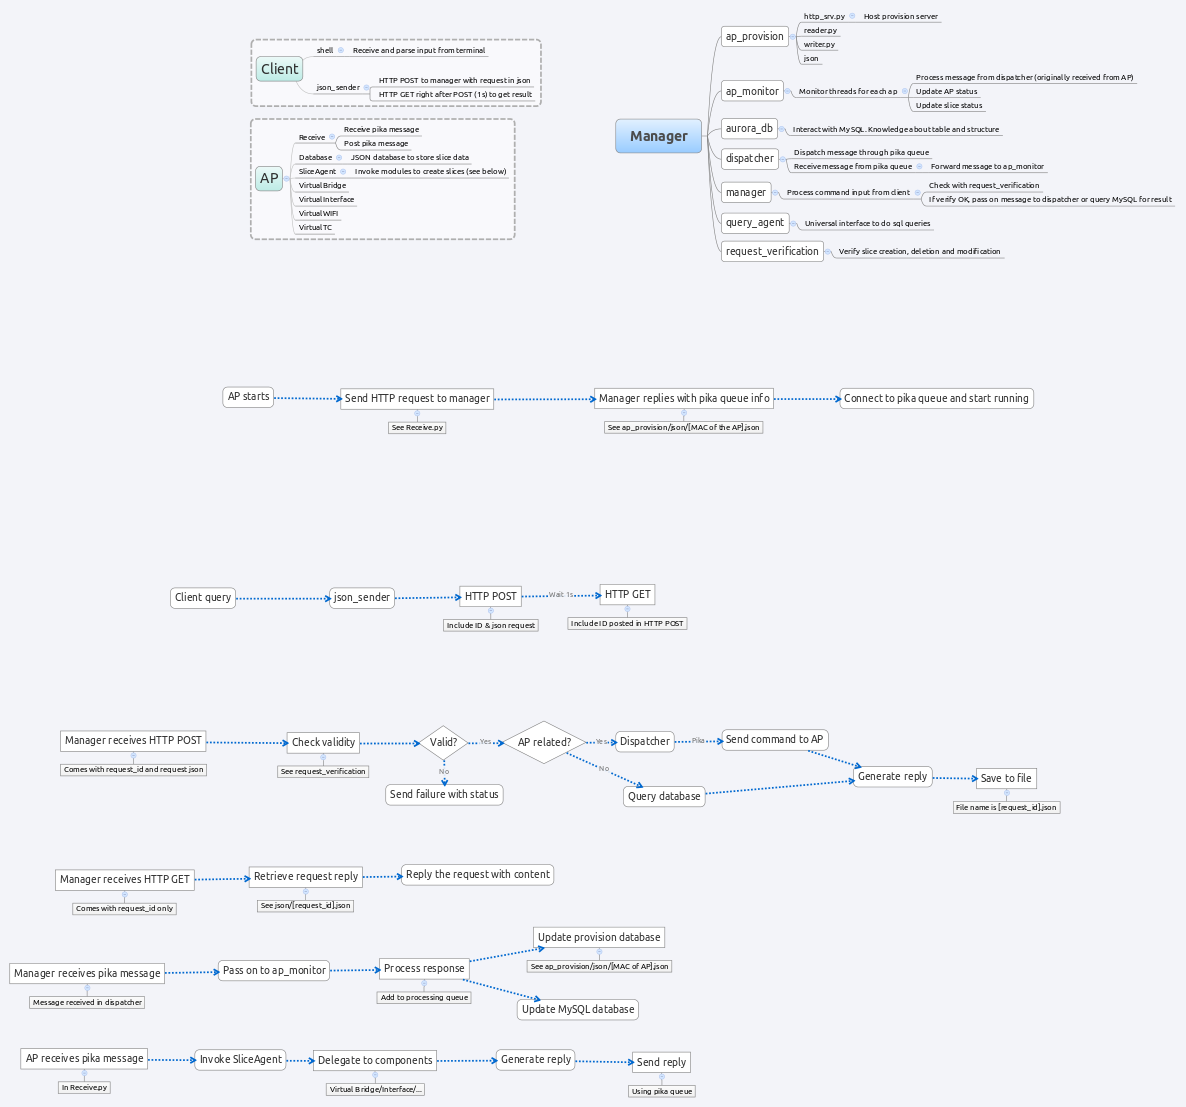 Client
shell
Receive and parse input from terminal
json_sender
HTTP POST to manager with request in json
HTTP GET right after POST (1s) to get result
AP
Receive
Receive pika message
Post pika message
Database
JSON database to store slice data
SliceAgent
Invoke modules to create slices (see below)
VirtualBridge
VirtualInterface
VirtualWIFI
VirtualTC
Manager
ap_provision
http_srv.py
Host provision server
reader.py
writer.py
json
ap_monitor
Monitor threads for each ap
Process message from dispatcher (originally received from AP)
Update AP status
Update slice status
aurora_db
Interact with MySQL. Knowledge about table and structure
dispatcher
Dispatch message through pika queue
Receive message from pika queue
Forward message to ap_monitor
manager
Process command input from client
Check with request_verification
If verify OK, pass on message to dispatcher or query MySQL for result
query_agent
Universal interface to do sql queries
request_verification
Verify slice creation, deletion and modification
AP starts
Send HTTP request to manager
See Receive.py
Manager replies with pika queue info
See ap_provision/json/[MAC of the AP].json
Connect to pika queue and start running
Client query
json_sender
HTTP POST
Include ID & json request
Wait 1s
HTTP GET
Include ID posted in HTTP POST
Manager receives HTTP POST
Comes with request_id and request json
Check validity
See request_verification
Valid?
Yes
No
Send failure with status
AP related?
Yes
No
Dispatcher
Pika
Send command to AP
Query database
Generate reply
Save to file
File name is [request_id].json
Manager receives HTTP GET
Comes with request_id only
Retrieve request reply
See json/[request_id].json
Reply the request with content
Manager receives pika message
Message received in dispatcher
Pass on to ap_monitor
Process response
Add to processing queue
Update provision database
See ap_provision/json/[MAC of AP].json
Update MySQL database
AP receives pika message
In Receive.py
Invoke SliceAgent
Delegate to components
Virtual Bridge/Interface/...
Generate reply
Send reply
Using pika queue